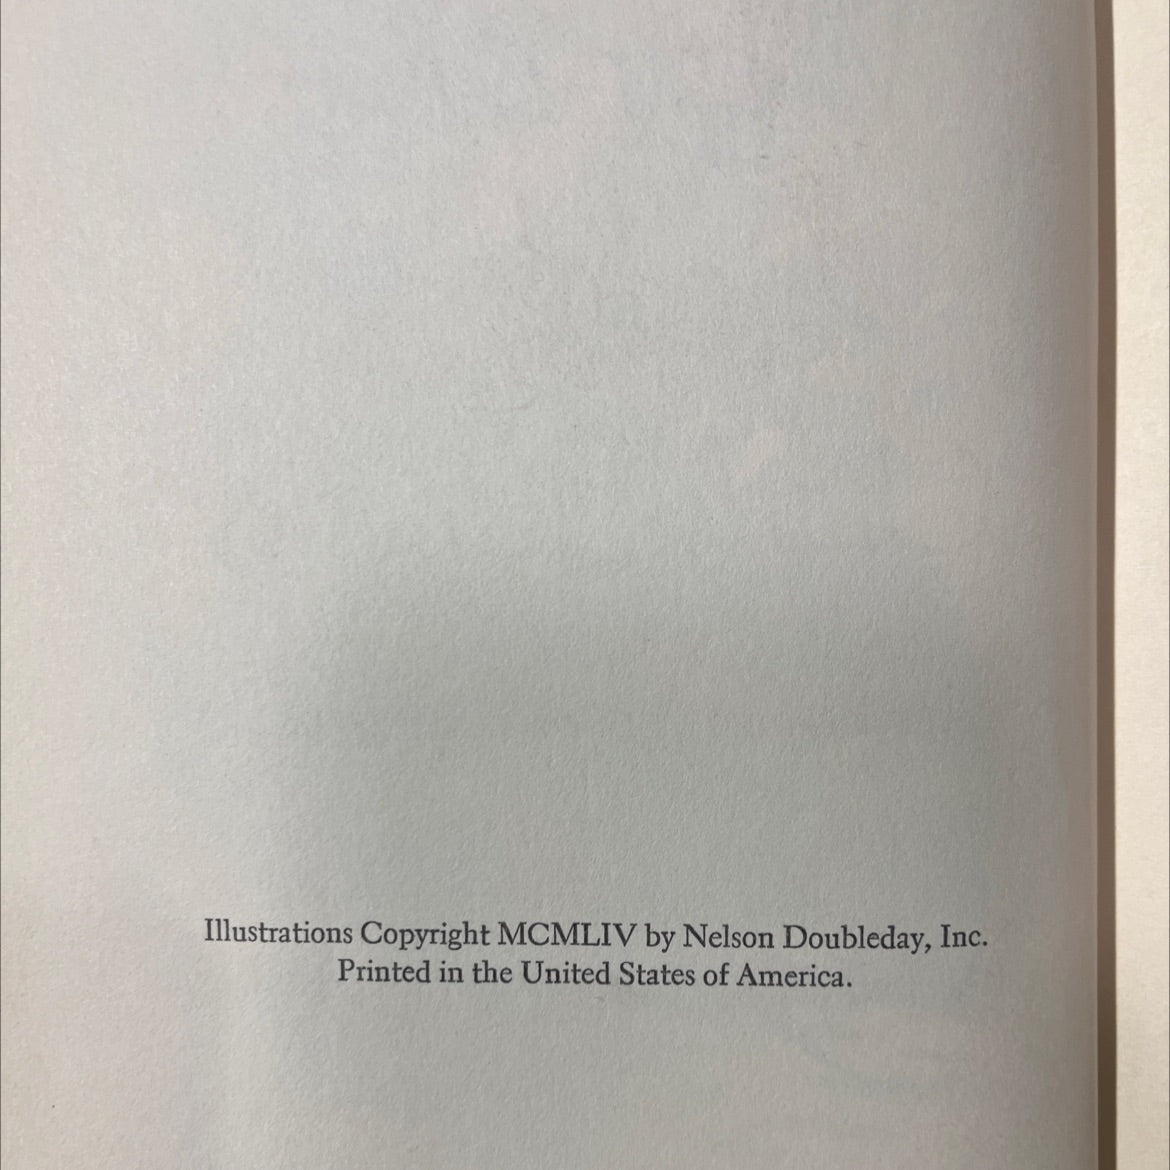 Illustrations Copyright MCMLIV by Nelson Doubleday, Inc.
Printed in the United States of America.